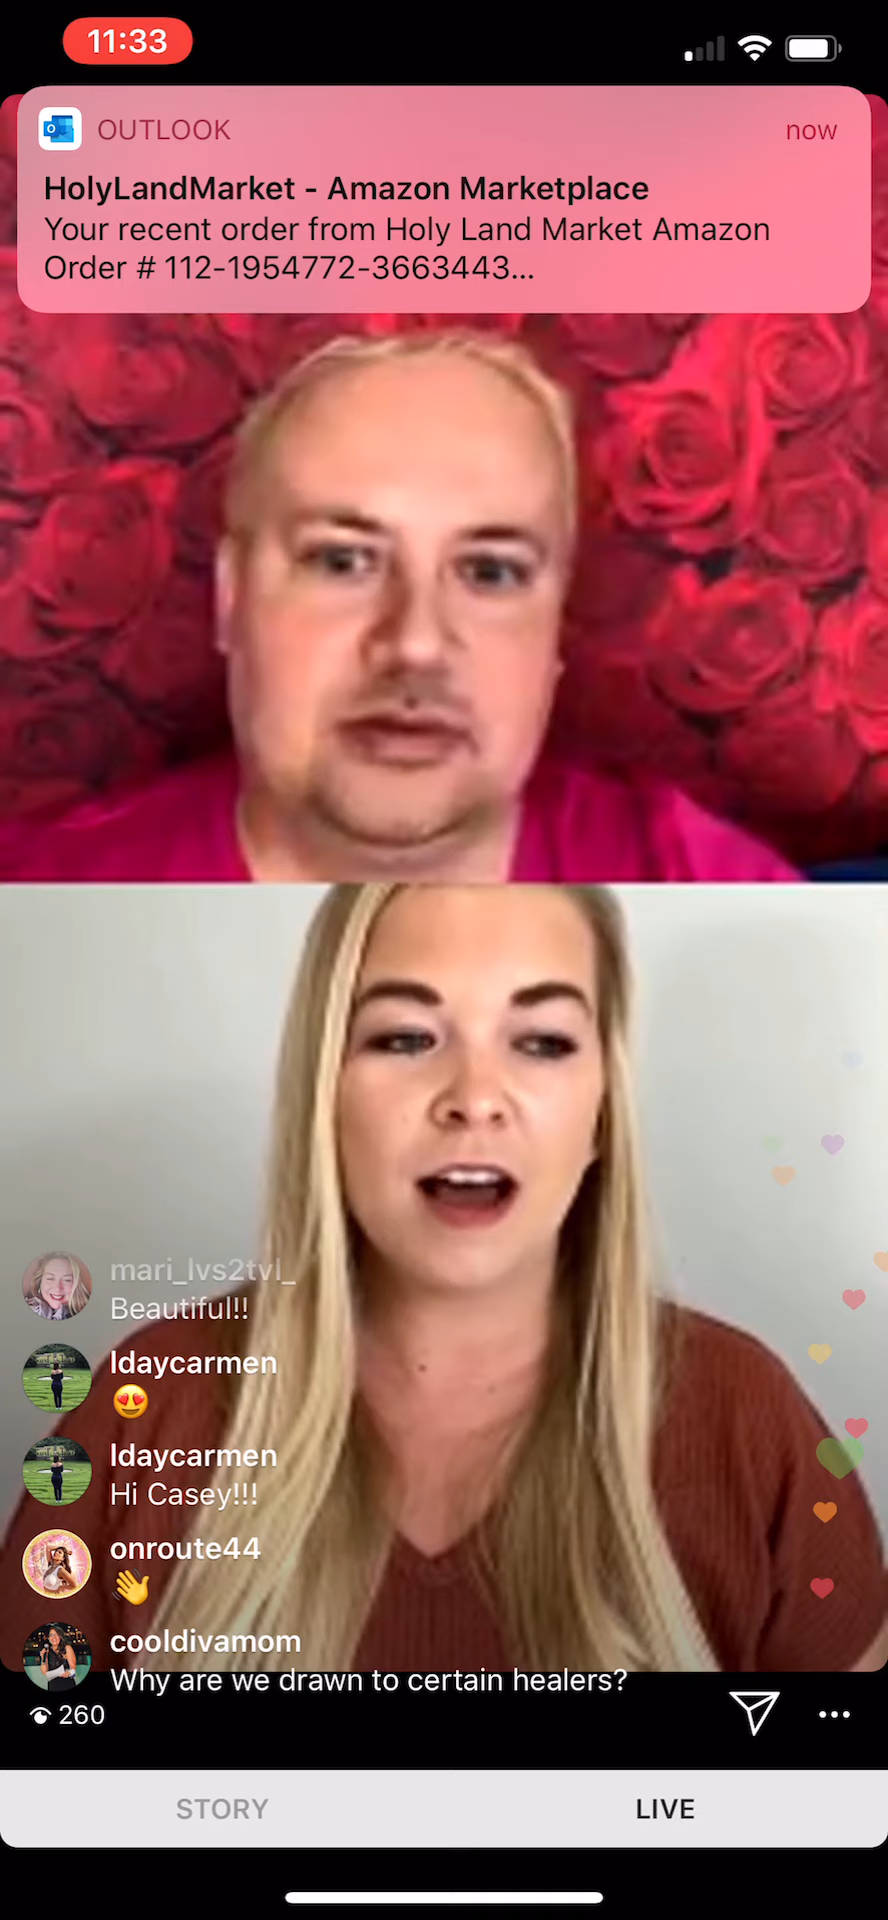 11:33
OUTLOOK
now
HolyLandMarket - Amazon Marketplace
Your recent order from Holy Land Market Amazon
Order # 112-1954772-3663443...
mari_lvs2tvl_
Beautiful!!
ldaycarmen
😍
ldaycarmen
Hi Casey!!!
onroute44
👋
cooldivamom
Why are we drawn to certain healers?
260
STORY
LIVE